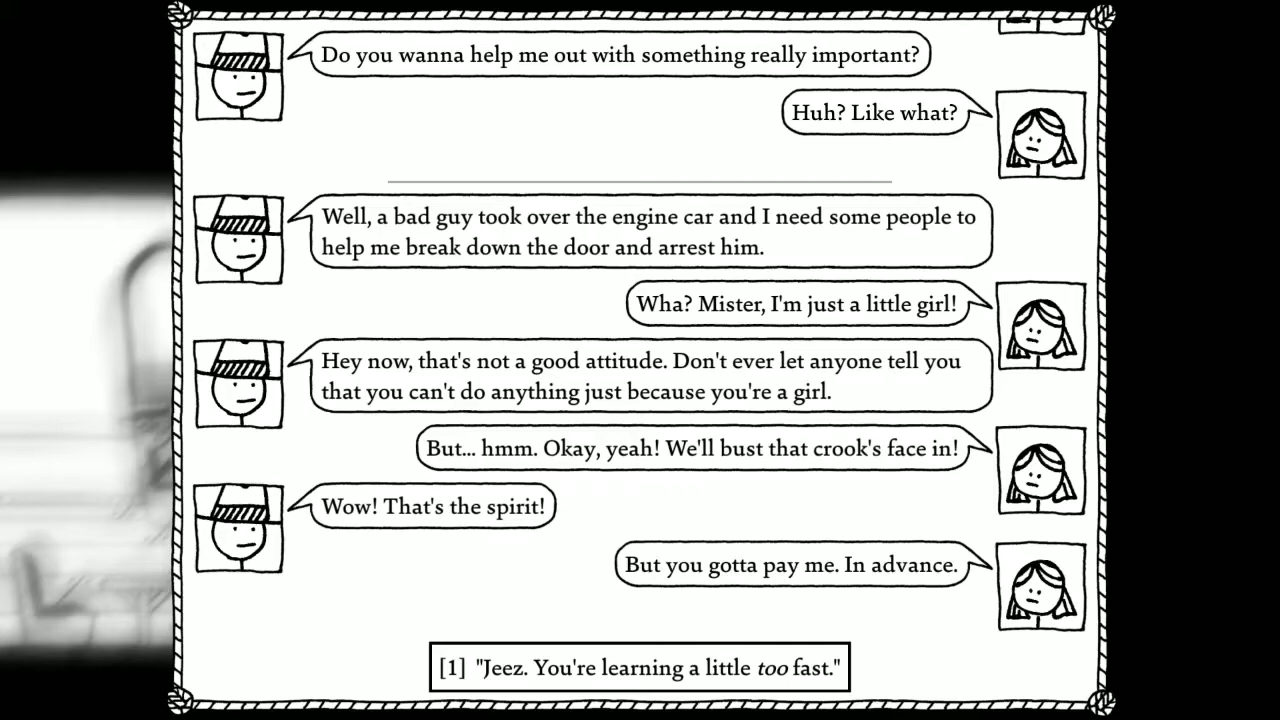 Do you wanna help me out with something really important?
Huh? Like what?
Well, a bad guy took over the engine car and I need some people to
help me break down the door and arrest him.
Wha? Mister, I'm just a little girl!
Hey now, that's not a good attitude. Don't ever let anyone tell you
that you can't do anything just because you're a girl.
But... hmm. Okay, yeah! We'll bust that crook's face in!
Wow! That's the spirit!
But you gotta pay me. In advance.
[1] "Jeez. You're learning a little too fast."